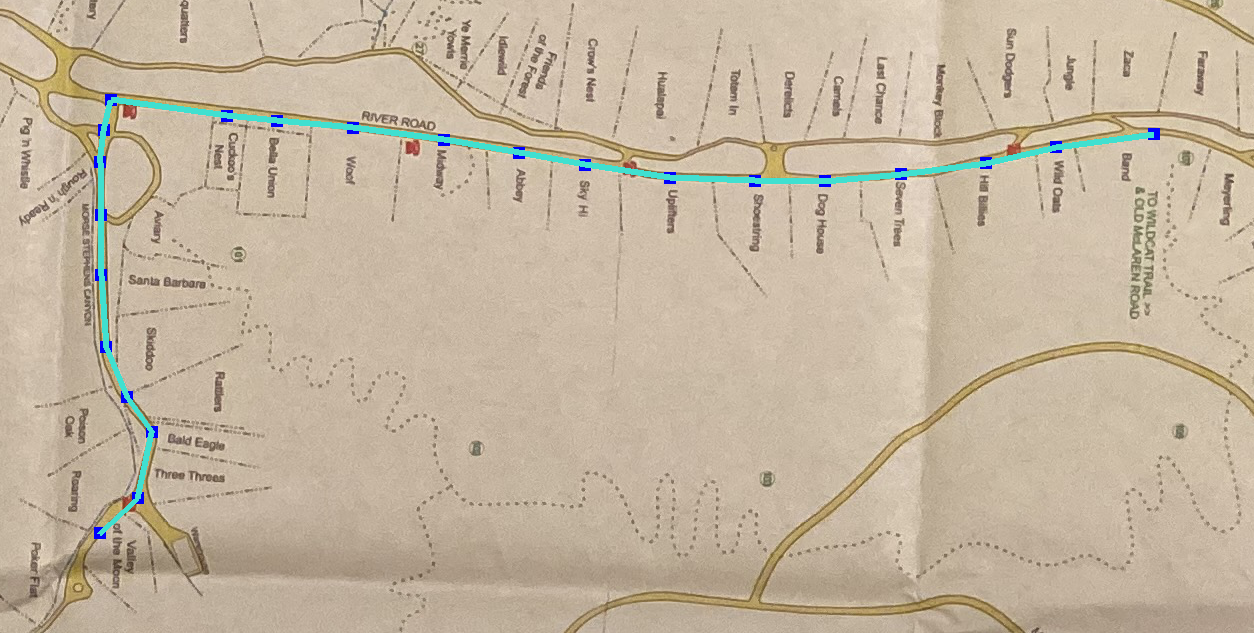 quatters
Ye Merrie
Yowls
Idlewild
Friends
of the Forest
Crow's Nest
Hualapai
Totem In
Derelicts
Camels
Last Chance
Monkey Block
Sun Dodgers
Jungle
Zaca
Faraway
RIVER ROAD
Pig 'n Whistle
Cuckoo's
Nest
Bella Union
Woof
Midway
Abbey
Sky Hi
Uplifters
Shoestring
Dog House
Seven Trees
Hill Billies
Wild Oats
Band
Meyerling
TO WILDCAT TRAIL >>
& OLD McLAREN ROAD
Rough 'n Ready
MORSE STEPHENS CANYON
Aviary
101
Santa Barbara
Skiddoo
Rattlers
Poison
Oak
Bald Eagle
Three Threes
Roaring
Valley
of the Moon
Poker Flat